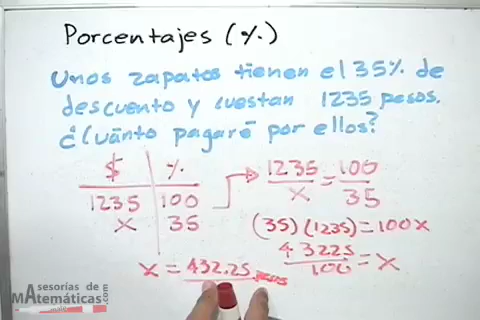 Porcentajes (%)
Unos zapatos tienen el 35% de
descuento y cuestan 1235 pesos.
¿Cuánto pagaré por ellos?
$ %
1235 100
x 35
1235/x = 100/35
(35)(1235)=100x
43225/100 = x
x = 432.25 pesos
Asesorías de
Matemáticas.com